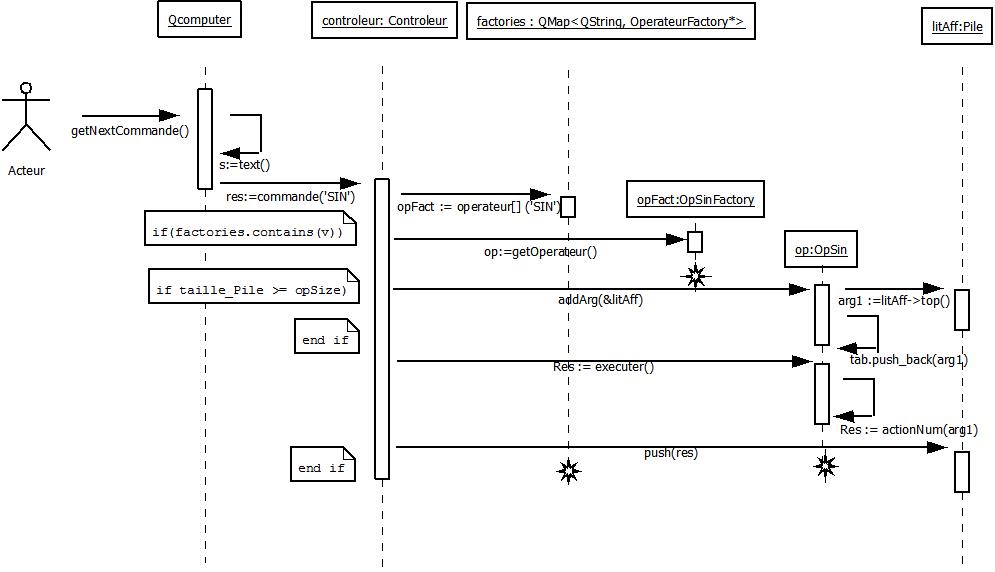 Qcomputer
controleur: Controleur
factories : QMap<QString, OperateurFactory*>
litAff:Pile
getNextCommande()
s:=text()
Acteur
res:=commande('SIN')
opFact := operateur[] ('SIN')
opFact:OpSinFactory
if(factories.contains(v))
op:=getOperateur()
op:OpSin
if taille_Pile >= opSize)
addArg(&litAff)
arg1 :=litAff->top()
end if
tab.push_back(arg1)
Res := executer()
Res := actionNum(arg1)
push(res)
end if